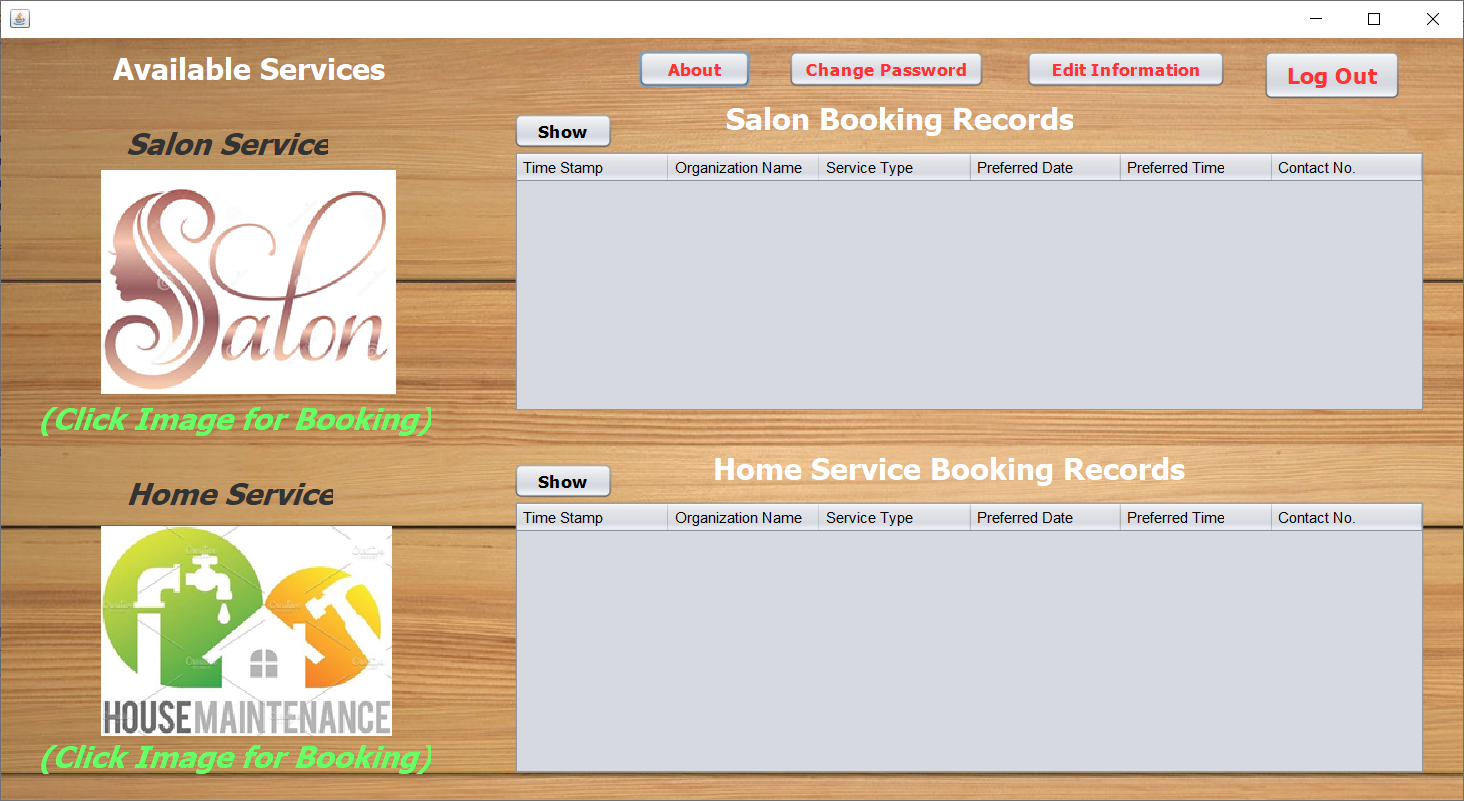 Available Services
About
Change Password
Edit Information
Log Out
Salon Service
Salon
(Click Image for Booking)
Show
Salon Booking Records
Time Stamp Organization Name Service Type Preferred Date Preferred Time Contact No.
Home Service
HOUSEMAINTENANCE
(Click Image for Booking)
Show
Home Service Booking Records
Time Stamp Organization Name Service Type Preferred Date Preferred Time Contact No.